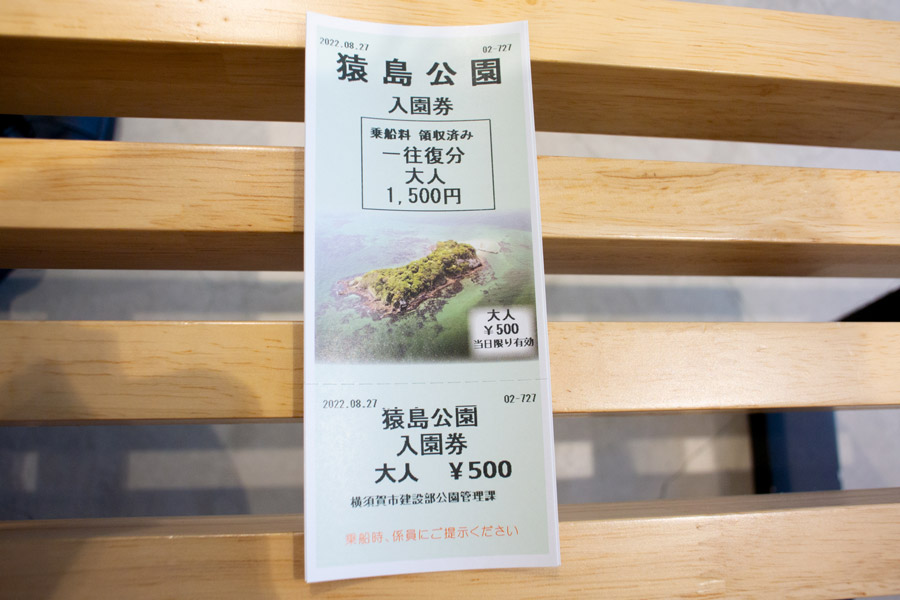 2022.08.27 02-727
猿島公園
入園券
乗船料 領収済み
一往復分
大人
1,500円
大人
¥500
当日限り有効
2022.08.27 02-727
猿島公園
入園券
大人 ¥500
横須賀市建設部公園管理課
乗船時、係員にご提示ください